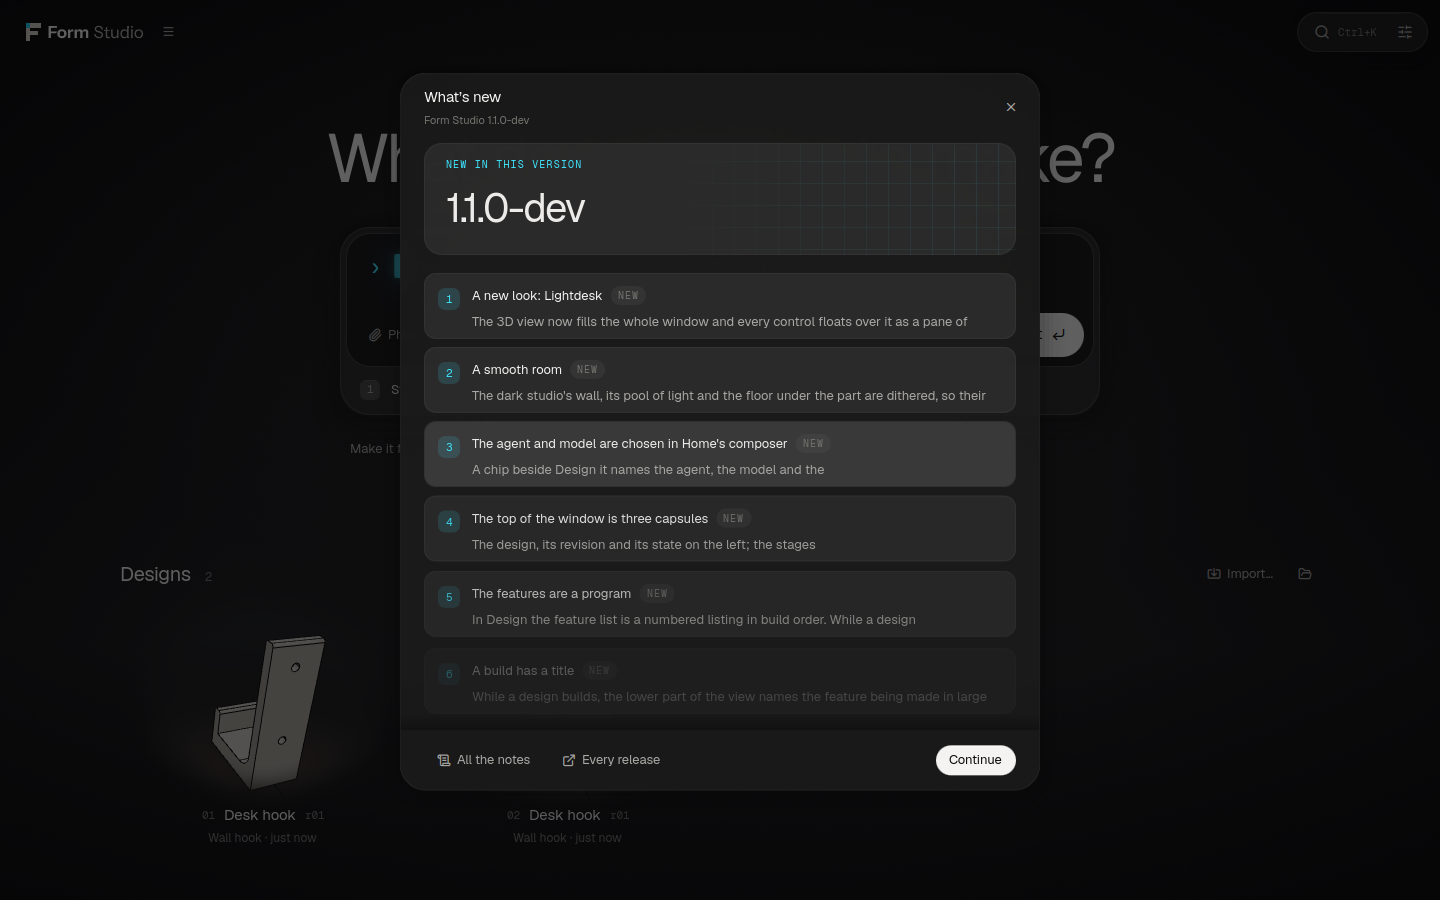 Form Studio
Ctrl+K
What's new
Form Studio 1.1.0-dev
Wh
ke?
NEW IN THIS VERSION
1.1.0-dev
1 A new look: Lightdesk NEW
The 3D view now fills the whole window and every control floats over it as a pane of
2 A smooth room NEW
The dark studio's wall, its pool of light and the floor under the part are dithered, so their
3 The agent and model are chosen in Home's composer NEW
A chip beside Design it names the agent, the model and the
4 The top of the window is three capsules NEW
The design, its revision and its state on the left; the stages
5 The features are a program NEW
In Design the feature list is a numbered listing in build order. While a design
6 A build has a title NEW
While a design builds, the lower part of the view names the feature being made in large
1
Make it
Designs 2
Import...
All the notes
Every release
Continue
01 Desk hook r01
Wall hook · just now
02 Desk hook r01
Wall hook · just now